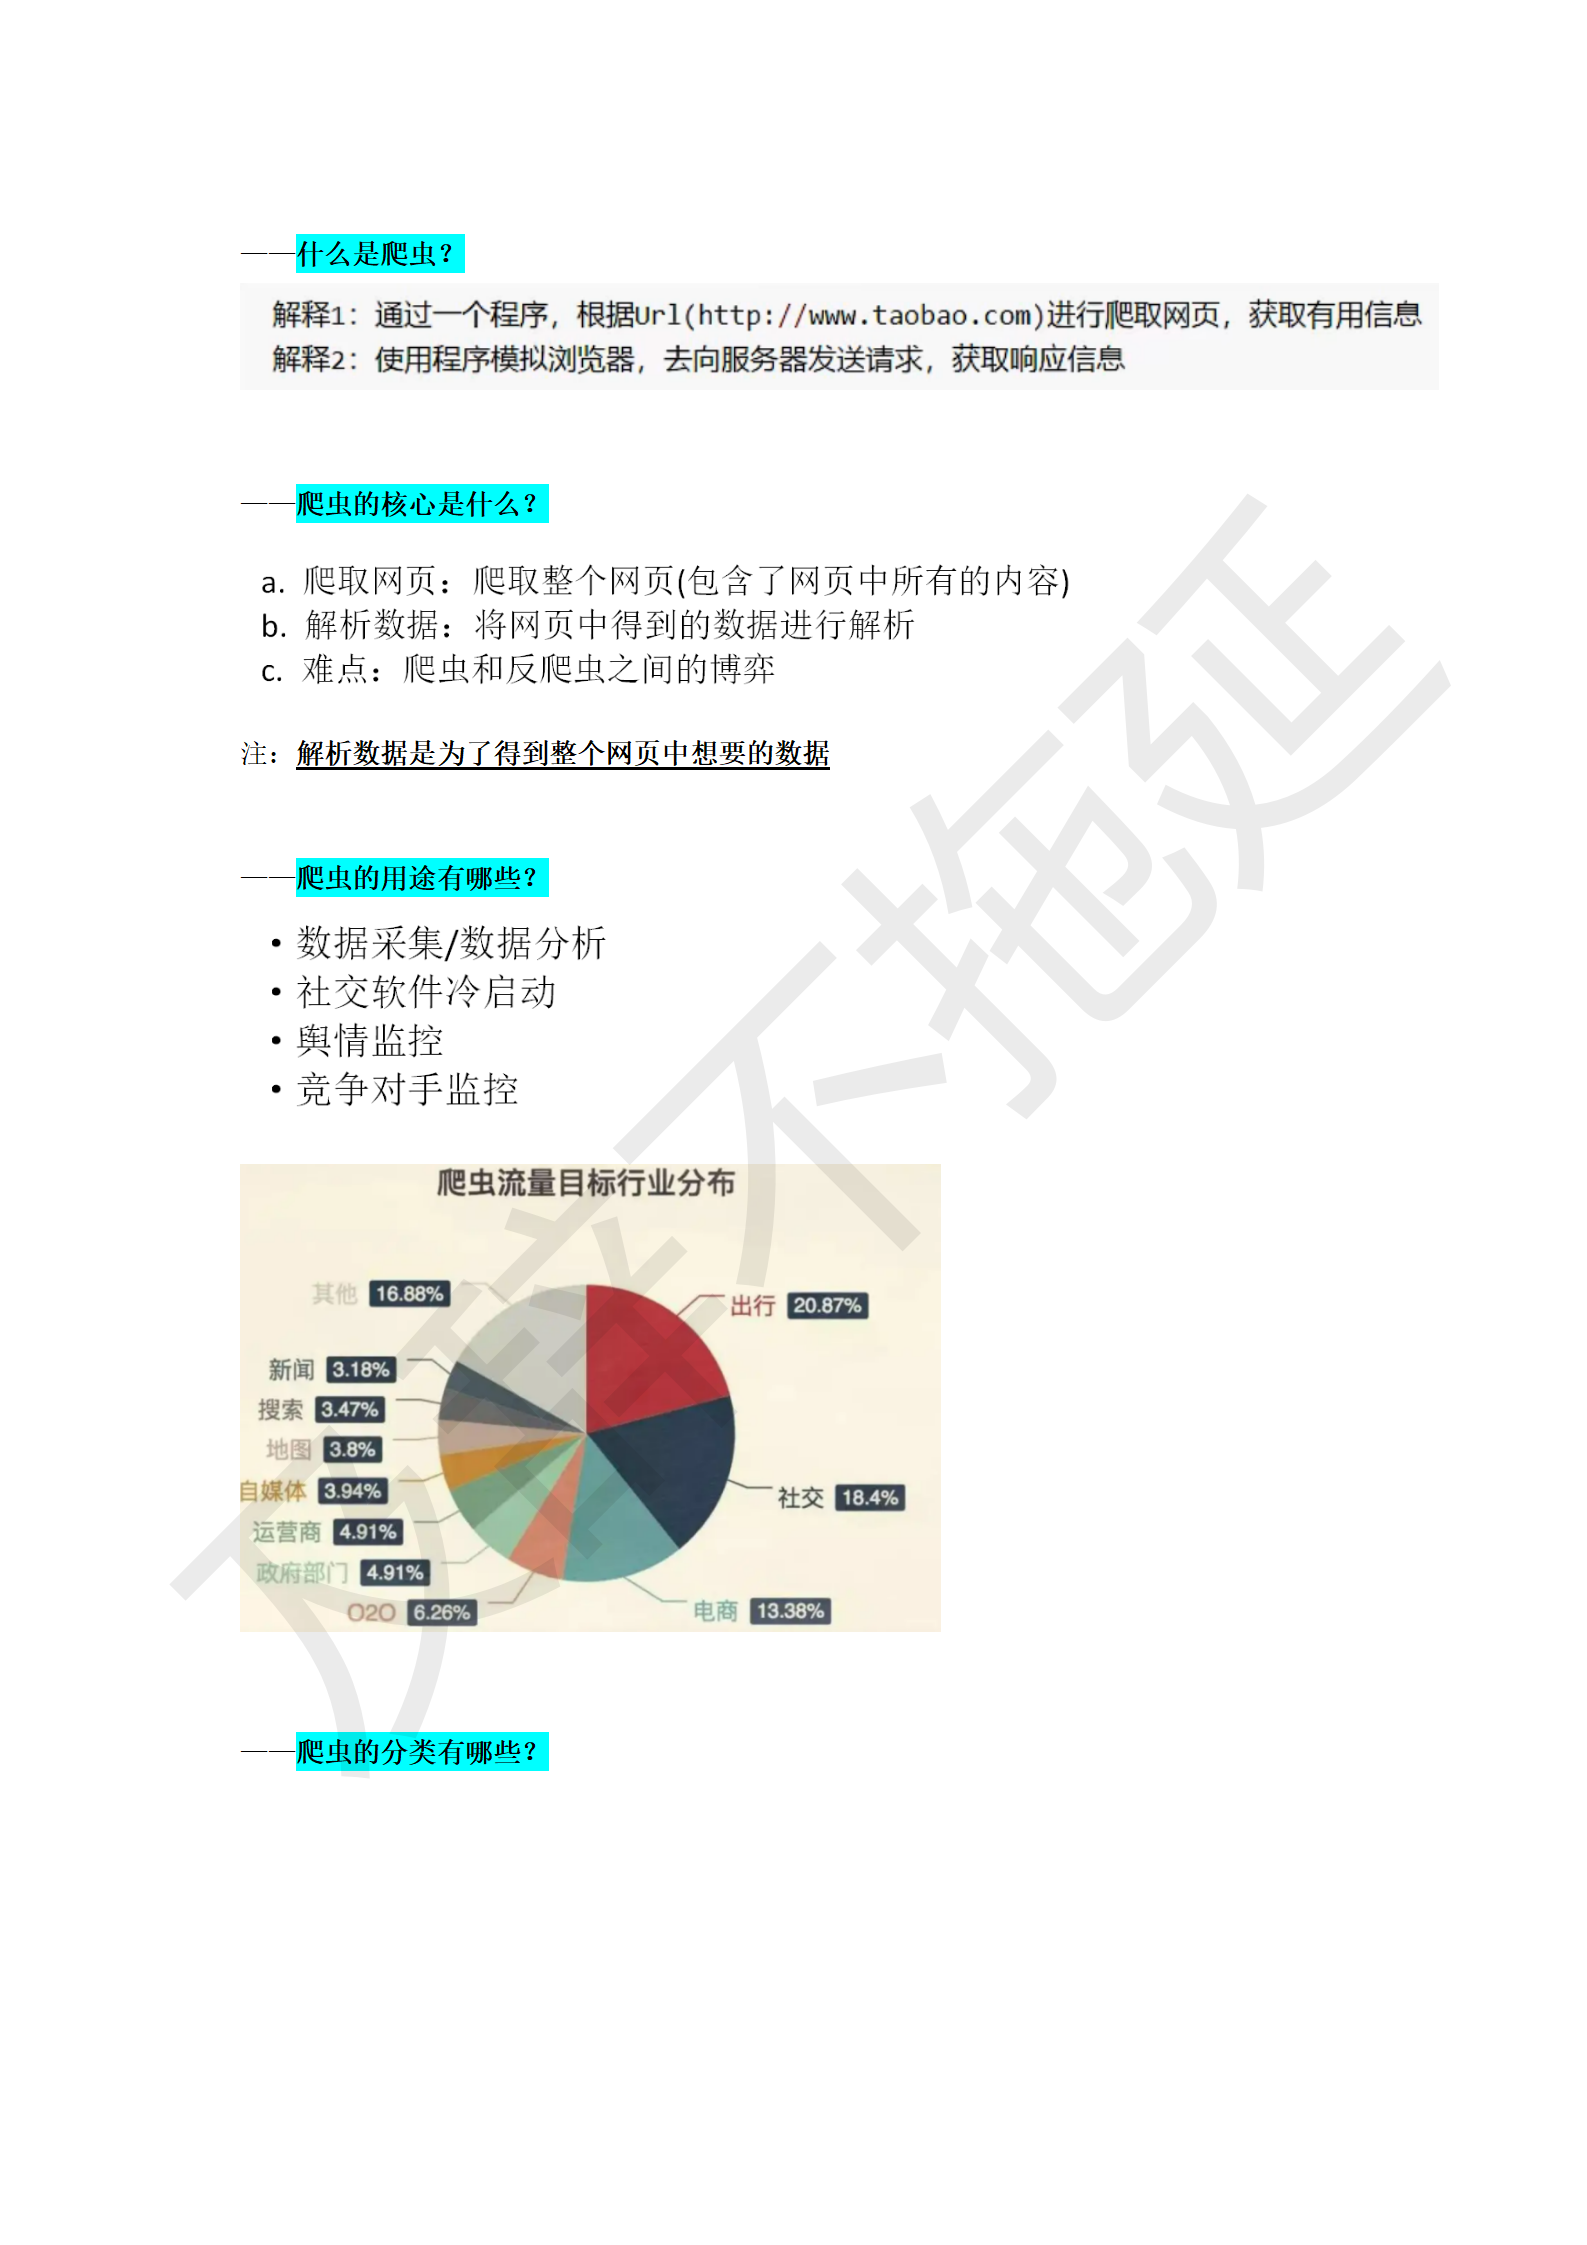 ——什么是爬虫？
解释1：通过一个程序，根据Url(http://www.taobao.com)进行爬取网页，获取有用信息
解释2：使用程序模拟浏览器，去向服务器发送请求，获取响应信息
——爬虫的核心是什么？
a. 爬取网页：爬取整个网页(包含了网页中所有的内容)
b. 解析数据：将网页中得到的数据进行解析
c. 难点：爬虫和反爬虫之间的博弈
注：解析数据是为了得到整个网页中想要的数据
——爬虫的用途有哪些？
• 数据采集/数据分析
• 社交软件冷启动
• 舆情监控
• 竞争对手监控
爬虫流量目标行业分布
其他 16.88%
出行 20.87%
新闻 3.18%
搜索 3.47%
地图 3.8%
自媒体 3.94%
社交 18.4%
运营商 4.91%
政府部门 4.91%
O2O 6.26%
电商 13.38%
——爬虫的分类有哪些？
不拖延